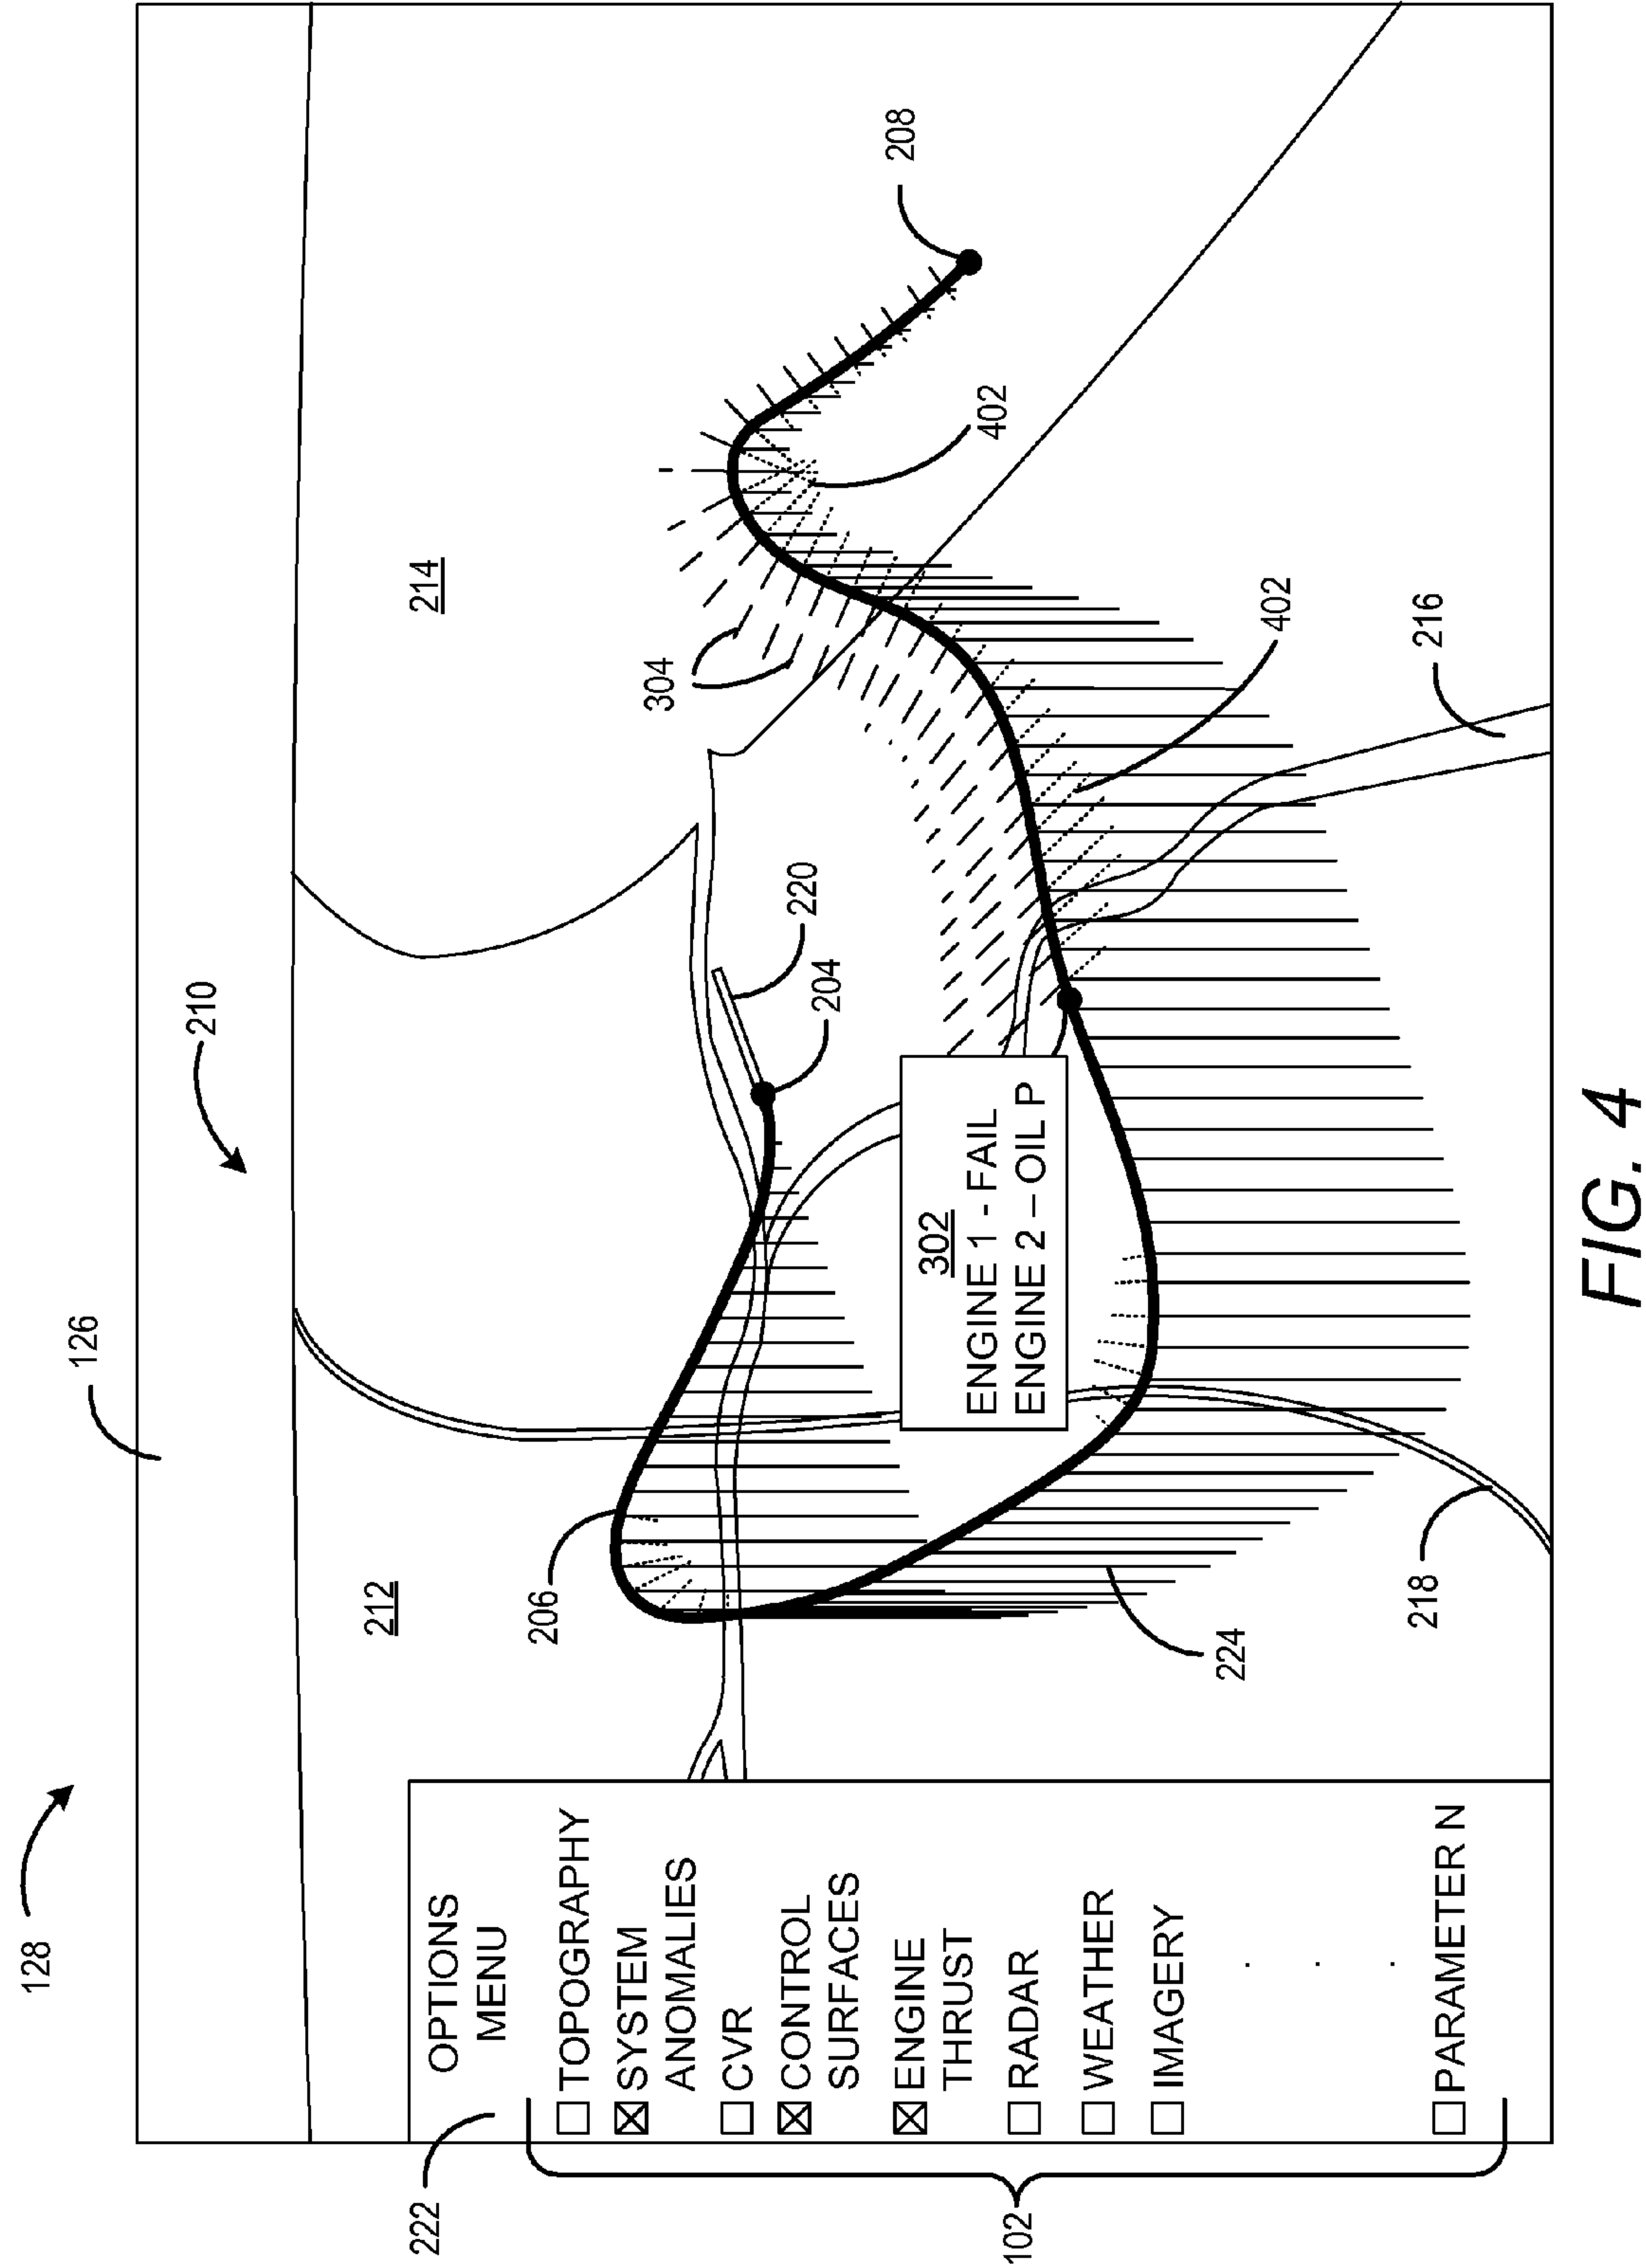 128
126
210
222
OPTIONS
MENU
TOPOGRAPHY
SYSTEM
ANOMALIES
CVR
CONTROL
SURFACES
ENGINE
THRUST
RADAR
WEATHER
IMAGERY
.
.
.
PARAMETER N
102
212
214
206
204
220
304
208
402
302
ENGINE 1 - FAIL
ENGINE 2 – OIL P
402
224
218
216
FIG. 4